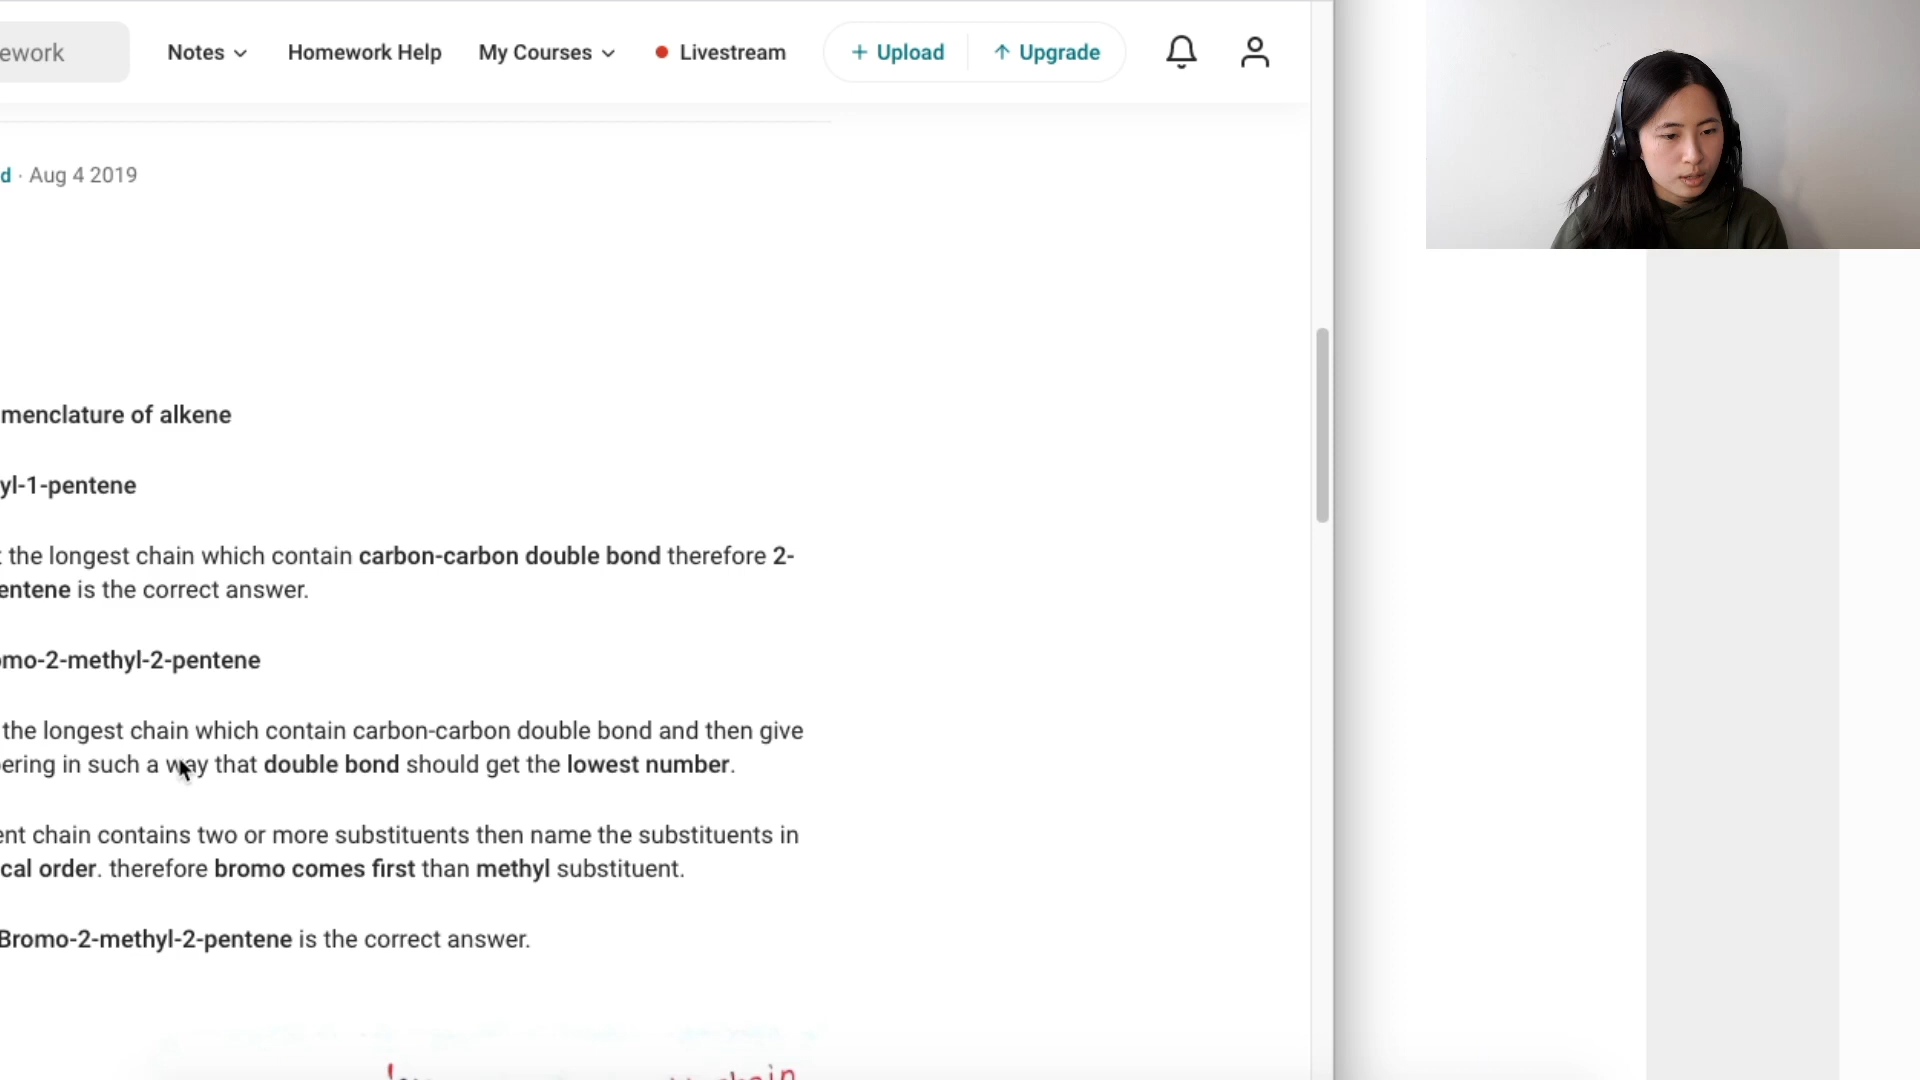 ework Notes Homework Help My Courses Livestream + Upload Upgrade
d · Aug 4 2019
menclature of alkene
yl-1-pentene
the longest chain which contain carbon-carbon double bond therefore 2-
entene is the correct answer.
omo-2-methyl-2-pentene
the longest chain which contain carbon-carbon double bond and then give
ering in such a way that double bond should get the lowest number.
ent chain contains two or more substituents then name the substituents in
cal order. therefore bromo comes first than methyl substituent.
Bromo-2-methyl-2-pentene is the correct answer.
chain